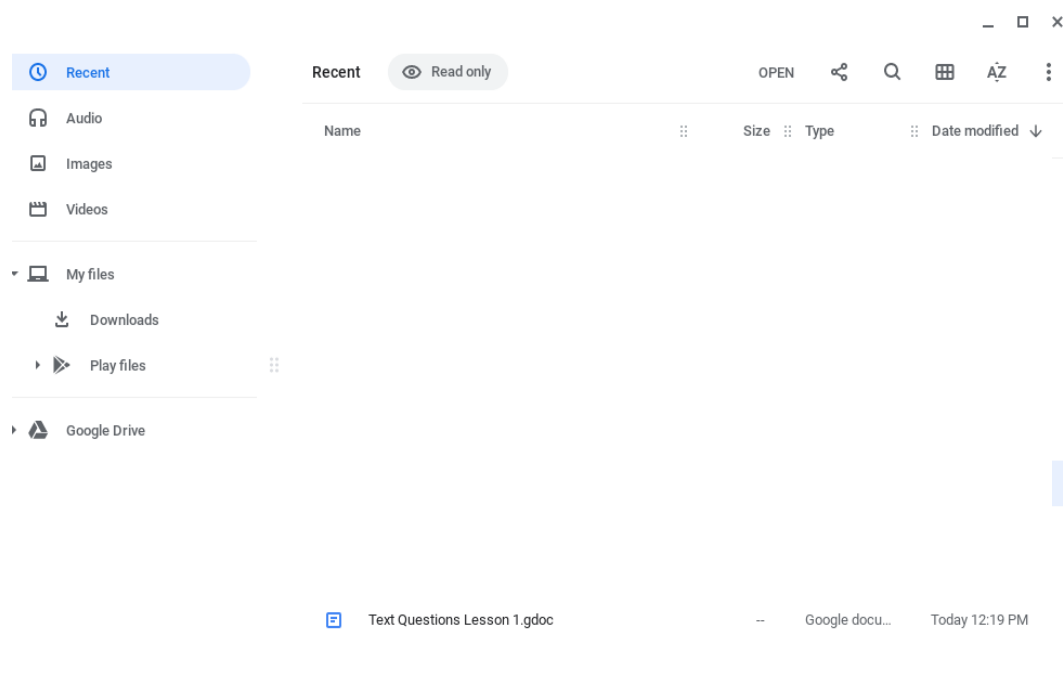 Recent
Audio
Images
Videos
My files
Downloads
Play files
Google Drive
Recent Read only OPEN AZ
Name Size Type Date modified
Text Questions Lesson 1.gdoc -- Google docu... Today 12:19 PM